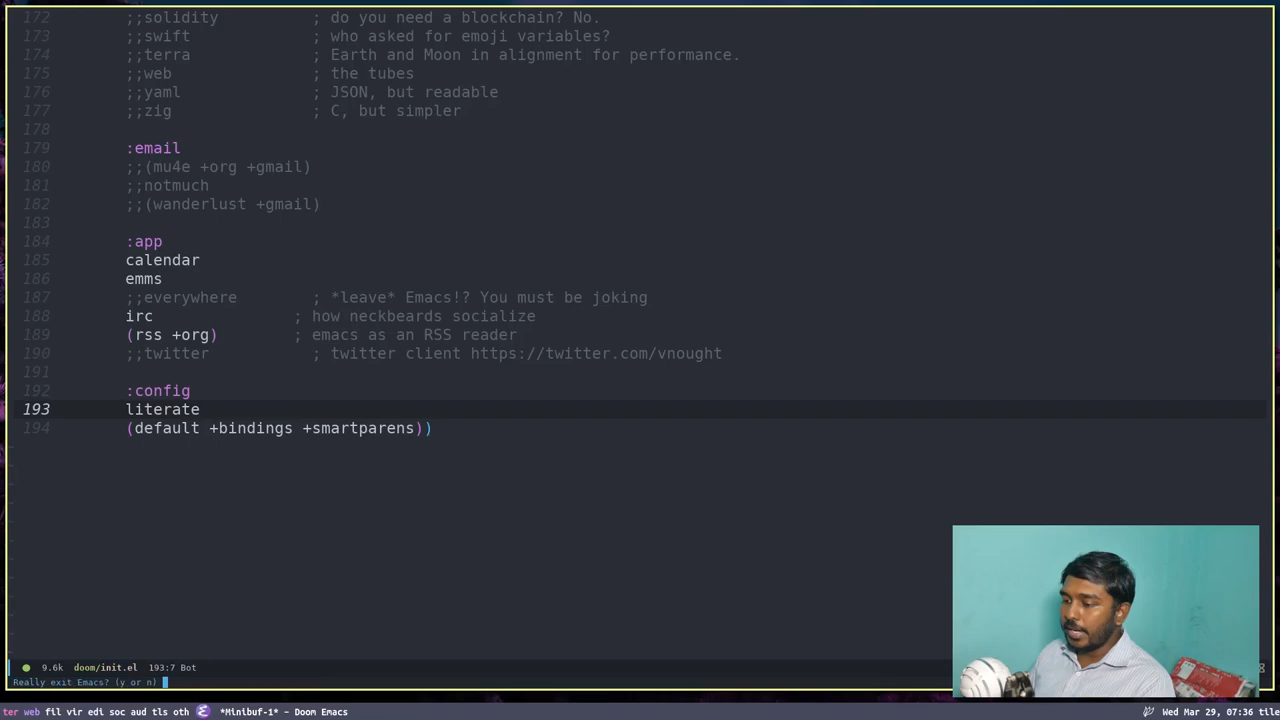 172 ;;solidity ; do you need a blockchain? No.
173 ;;swift ; who asked for emoji variables?
174 ;;terra ; Earth and Moon in alignment for performance.
175 ;;web ; the tubes
176 ;;yaml ; JSON, but readable
177 ;;zig ; C, but simpler
178
179 :email
180 ;;(mu4e +org +gmail)
181 ;;notmuch
182 ;;(wanderlust +gmail)
183
184 :app
185 calendar
186 emms
187 ;;everywhere ; *leave* Emacs!? You must be joking
188 irc ; how neckbeards socialize
189 (rss +org) ; emacs as an RSS reader
190 ;;twitter ; twitter client https://twitter.com/vnought
191
192 :config
193 literate
194 (default +bindings +smartparens))
9.6k doom/init.el 193:7 Bot
Really exit Emacs? (y or n)
ter web fil vir edi soc aud tls oth *Minibuf-1* - Doom Emacs Wed Mar 29, 07:36 tile